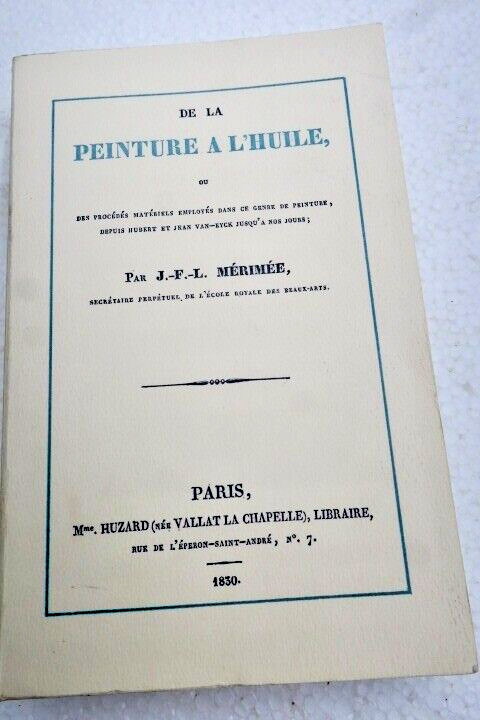 DE LA
PEINTURE A L'HUILE,
OU
DES PROCÉDÉS MATÉRIELS EMPLOYÉS DANS CE GENRE DE PEINTURE,
DEPUIS HUBERT ET JEAN VAN-EYCK JUSQU'A NOS JOURS;
PAR J.-F.-L. MÉRIMÉE,
SECRÉTAIRE PERPÉTUEL DE L'ÉCOLE ROYALE DES BEAUX-ARTS.
PARIS,
Mme. HUZARD (NÉE VALLAT LA CHAPELLE), LIBRAIRE,
RUE DE L'ÉPERON-SAINT-ANDRÉ, N°. 7.
1830.